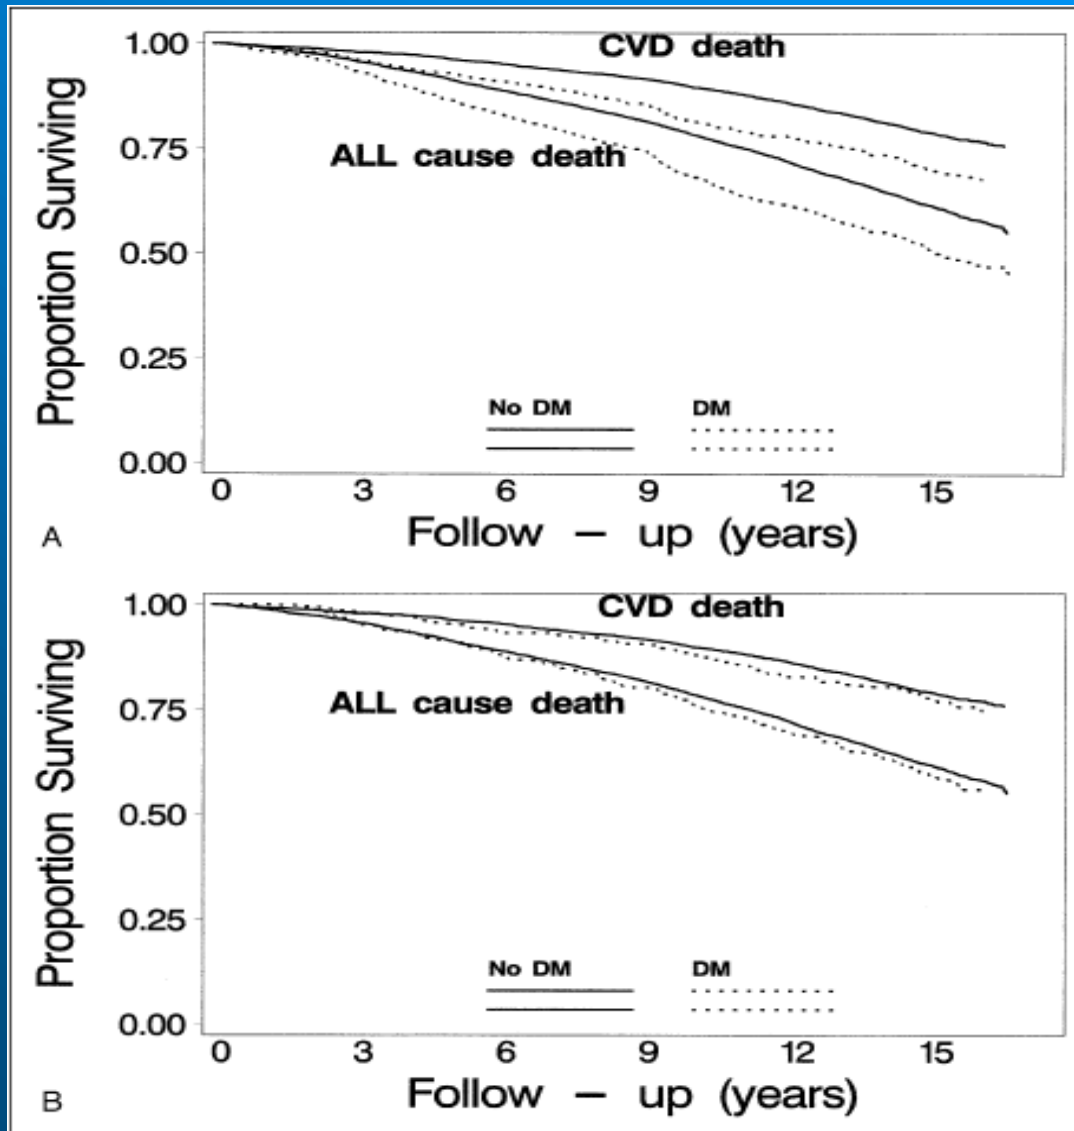 CVD death
ALL cause death
Proportion Surviving
1.00
0.75
0.50
0.25
0.00
No DM DM
0 3 6 9 12 15
Follow – up (years)
A
CVD death
ALL cause death
Proportion Surviving
1.00
0.75
0.50
0.25
0.00
No DM DM
0 3 6 9 12 15
Follow – up (years)
B